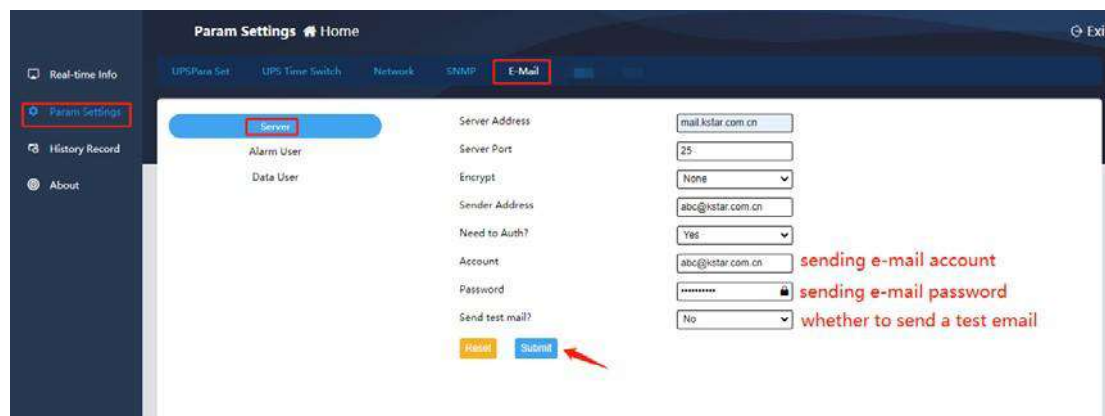 Param Settings Home
Exi
Real-time Info
Param Settings
History Record
About
UPSPara Set UPS Time Switch Network SNMP E-Mail
Server
Alarm User
Data User
Server Address mail.kstar.com.cn
Server Port 25
Encrypt None
Sender Address abc@kstar.com.cn
Need to Auth? Yes
Account abc@kstar.com.cn sending e-mail account
Password •••••••••• sending e-mail password
Send test mail? No whether to send a test email
Reset Submit